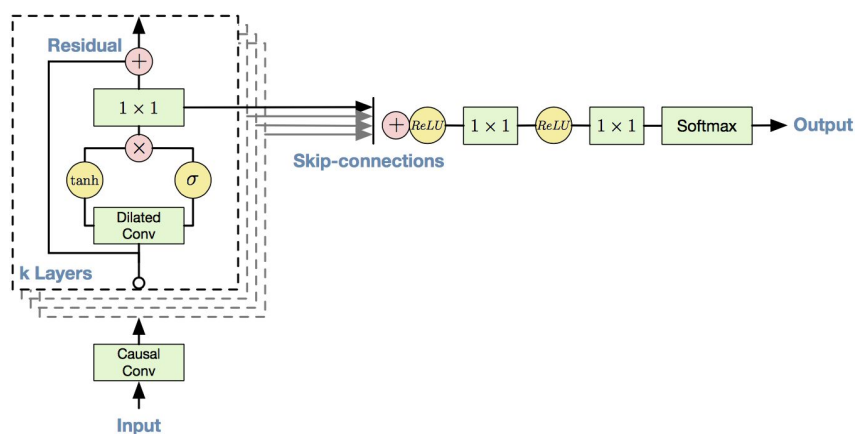 Residual
+
1 × 1
×
tanh
σ
Dilated
Conv
k Layers
Causal
Conv
Input
Skip-connections
+
ReLU
1 × 1
ReLU
1 × 1
Softmax
Output